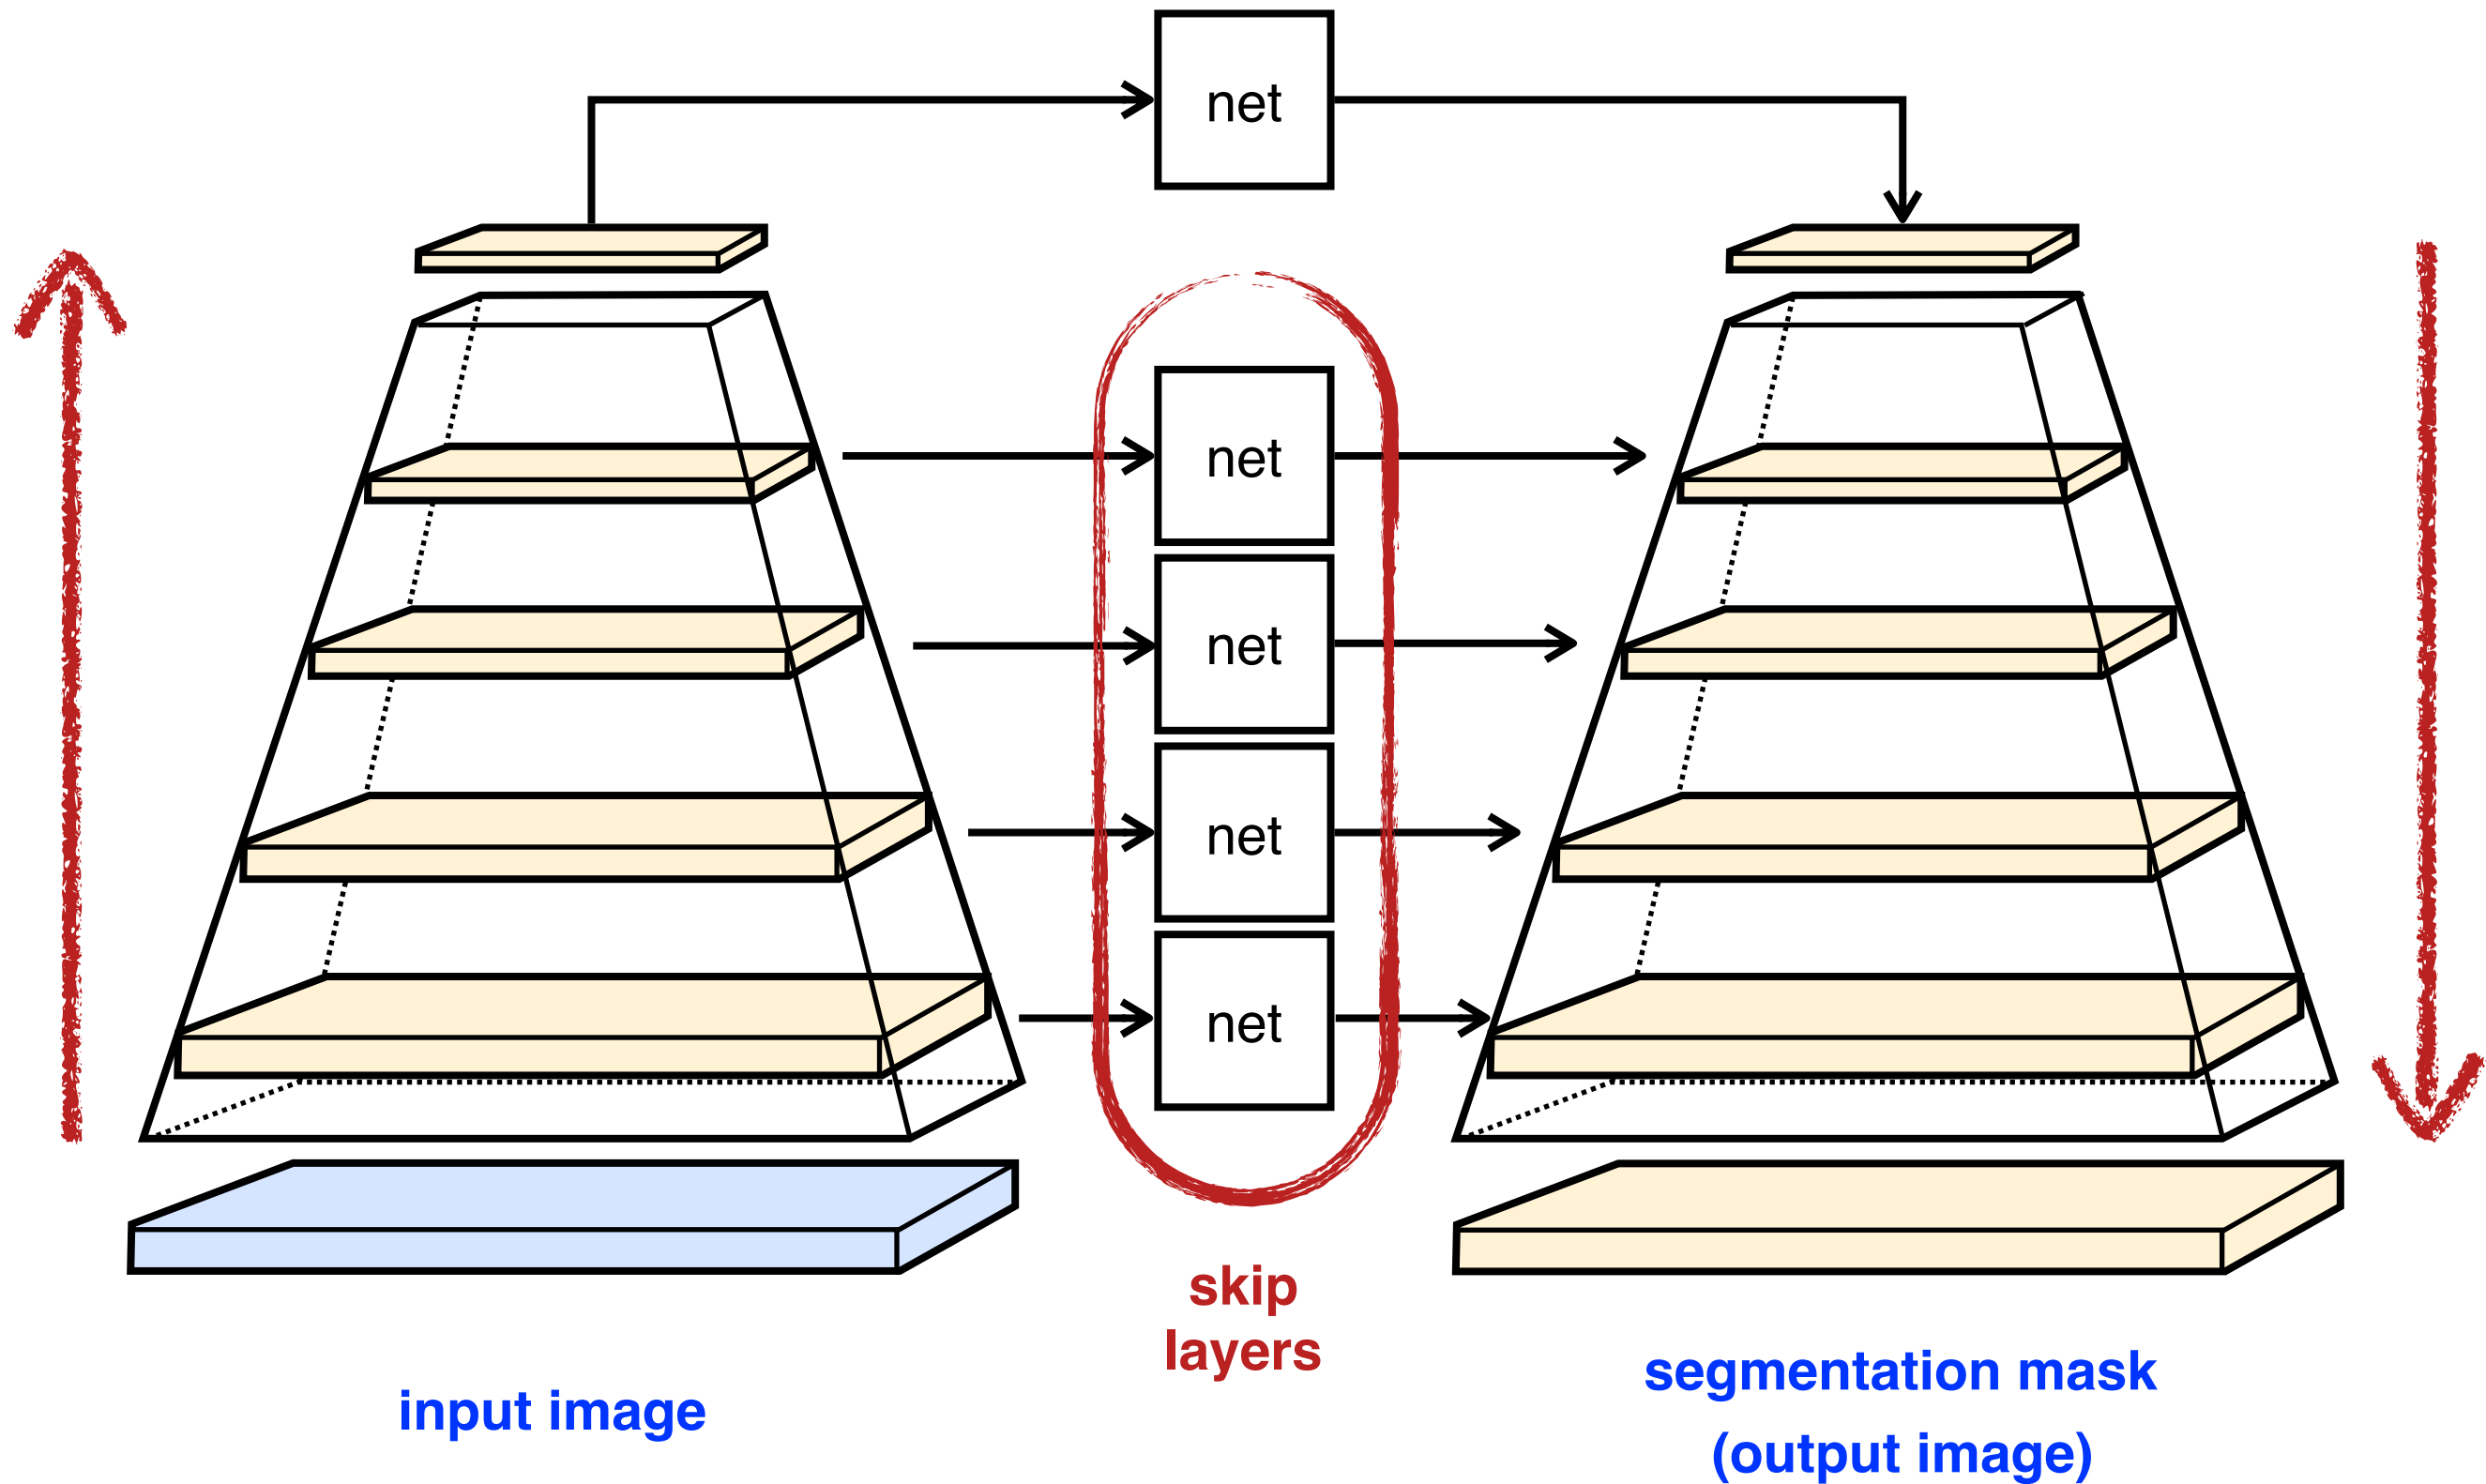 net
net
net
net
net
skip
layers
input image
segmentation mask
(output image)